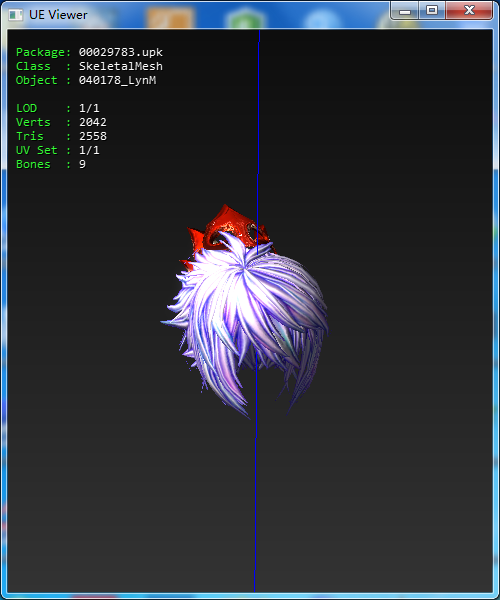 UE Viewer
Package: 00029783.upk
Class : SkeletalMesh
Object : 040178_LynM
LOD : 1/1
Verts : 2042
Tris : 2558
UV Set : 1/1
Bones : 9